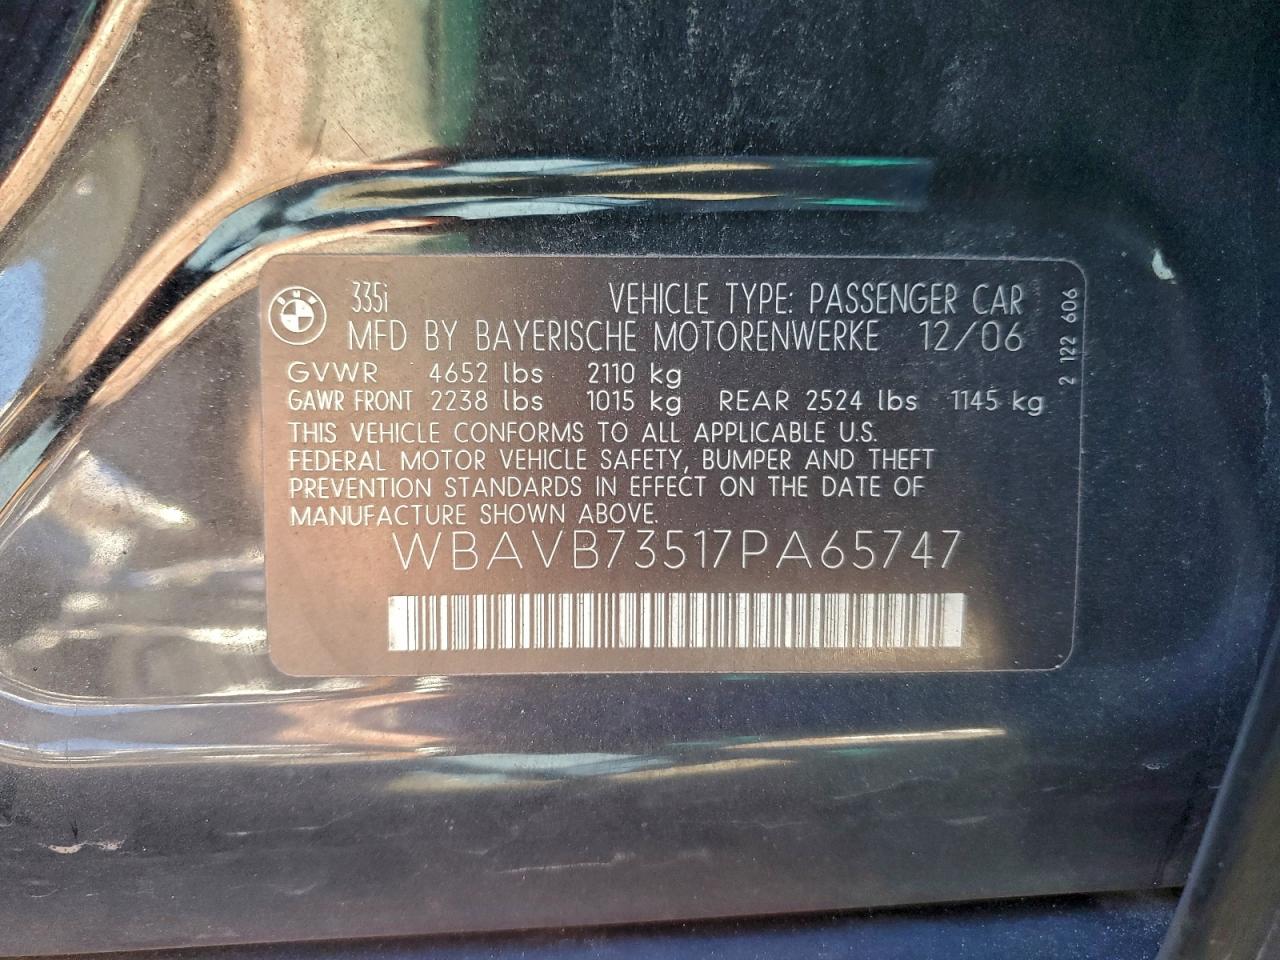 335i VEHICLE TYPE: PASSENGER CAR
BMW
MFD BY BAYERISCHE MOTORENWERKE 12/06
GVWR 4652 lbs 2110 kg
GAWR FRONT 2238 lbs 1015 kg REAR 2524 lbs 1145 kg
THIS VEHICLE CONFORMS TO ALL APPLICABLE U.S.
FEDERAL MOTOR VEHICLE SAFETY, BUMPER AND THEFT
PREVENTION STANDARDS IN EFFECT ON THE DATE OF
MANUFACTURE SHOWN ABOVE.
WBAVB73517PA65747
2 122 606